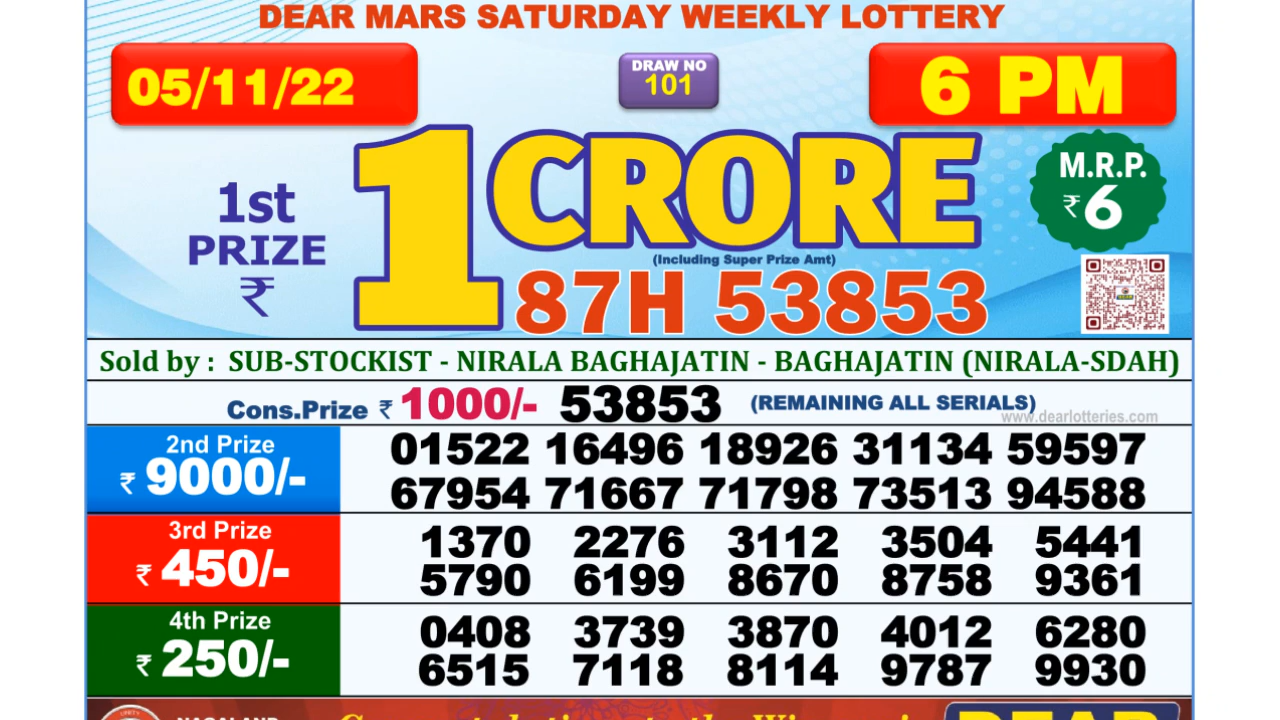 DEAR MARS SATURDAY WEEKLY LOTTERY
05/11/22
DRAW NO
101
6 PM
1st
PRIZE
₹
1 CRORE
(Including Super Prize Amt)
M.R.P.
₹ 6
87H 53853
Sold by : SUB-STOCKIST - NIRALA BAGHAJATIN - BAGHAJATIN (NIRALA-SDAH)
Cons.Prize ₹ 1000/- 53853 (REMAINING ALL SERIALS)
www.dearlotteries.com
2nd Prize
₹ 9000/-
01522 16496 18926 31134 59597
67954 71667 71798 73513 94588
3rd Prize
₹ 450/-
1370 2276 3112 3504 5441
5790 6199 8670 8758 9361
4th Prize
₹ 250/-
0408 3739 3870 4012 6280
6515 7118 8114 9787 9930
NAGALAND
DEAR